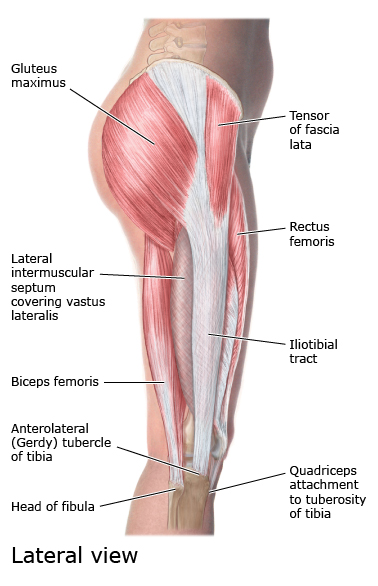 Gluteus
maximus
Tensor
of fascia
lata
Rectus
femoris
Lateral
intermuscular
septum
covering vastus
lateralis
Iliotibial
tract
Biceps femoris
Anterolateral
(Gerdy) tubercle
of tibia
Quadriceps
attachment
to tuberosity
of tibia
Head of fibula
Lateral view